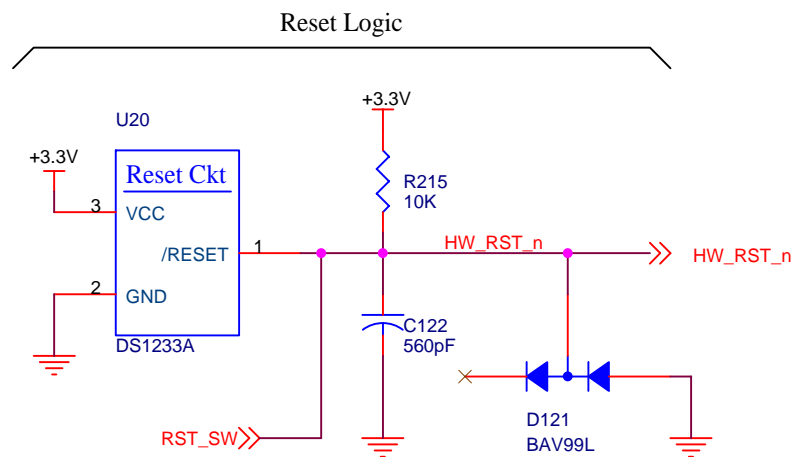 Reset Logic
+3.3V
U20
+3.3V
Reset Ckt
R215
10K
3
VCC
/RESET
1
HW_RST_n
HW_RST_n
2
GND
C122
560pF
DS1233A
D121
BAV99L
RST_SW